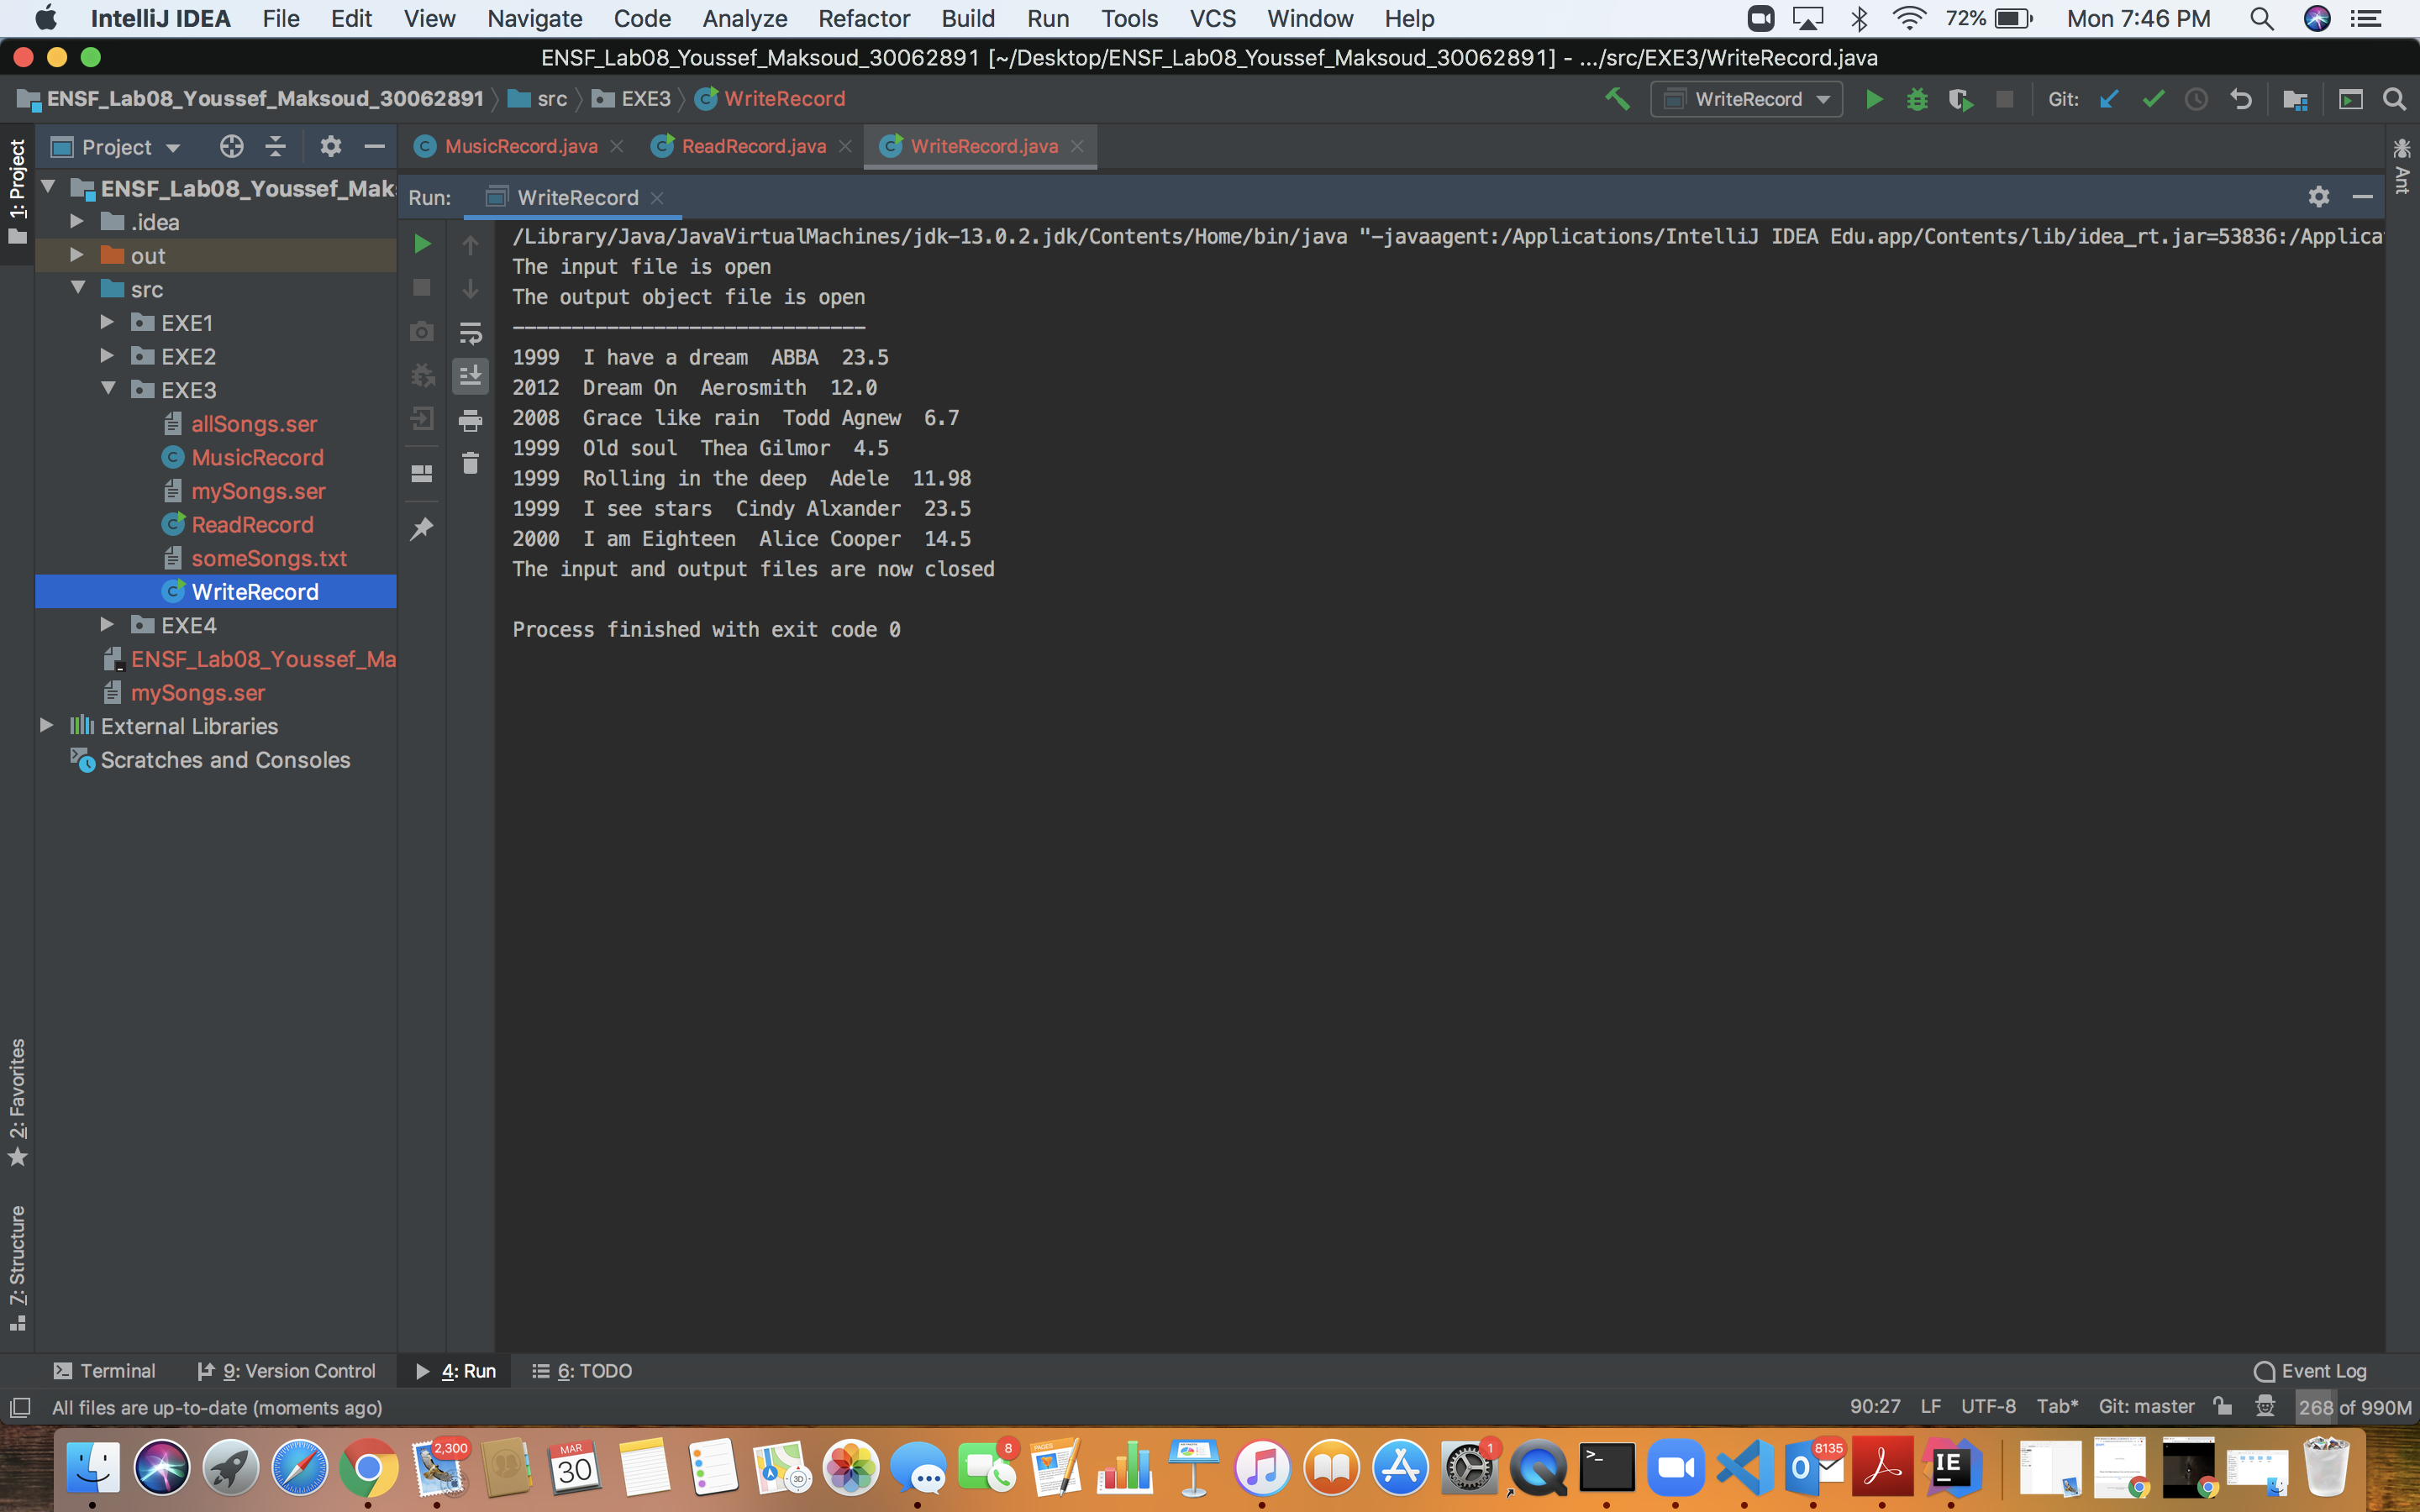 IntelliJ IDEA File Edit View Navigate Code Analyze Refactor Build Run Tools VCS Window Help 72% Mon 7:46 PM
ENSF_Lab08_Youssef_Maksoud_30062891 [~/Desktop/ENSF_Lab08_Youssef_Maksoud_30062891] - .../src/EXE3/WriteRecord.java
ENSF_Lab08_Youssef_Maksoud_30062891 src EXE3 WriteRecord WriteRecord Git:
Project MusicRecord.java ReadRecord.java WriteRecord.java
1: Project
Ant
ENSF_Lab08_Youssef_Mak
Run: WriteRecord
.idea
out
src
EXE1
EXE2
EXE3
allSongs.ser
MusicRecord
mySongs.ser
ReadRecord
someSongs.txt
WriteRecord
EXE4
ENSF_Lab08_Youssef_Ma
mySongs.ser
External Libraries
Scratches and Consoles
/Library/Java/JavaVirtualMachines/jdk-13.0.2.jdk/Contents/Home/bin/java "-javaagent:/Applications/IntelliJ IDEA Edu.app/Contents/lib/idea_rt.jar=53836:/Applica
The input file is open
The output object file is open
------------------------------
1999  I have a dream  ABBA  23.5
2012  Dream On  Aerosmith  12.0
2008  Grace like rain  Todd Agnew  6.7
1999  Old soul  Thea Gilmor  4.5
1999  Rolling in the deep  Adele  11.98
1999  I see stars  Cindy Alxander  23.5
2000  I am Eighteen  Alice Cooper  14.5
The input and output files are now closed
Process finished with exit code 0
2: Favorites
Z: Structure
Terminal 9: Version Control 4: Run 6: TODO Event Log
All files are up-to-date (moments ago) 90:27 LF UTF-8 Tab* Git: master 268 of 990M
2,300 MAR 30 3D 8 PAGES 1 >_ O 8135 IE